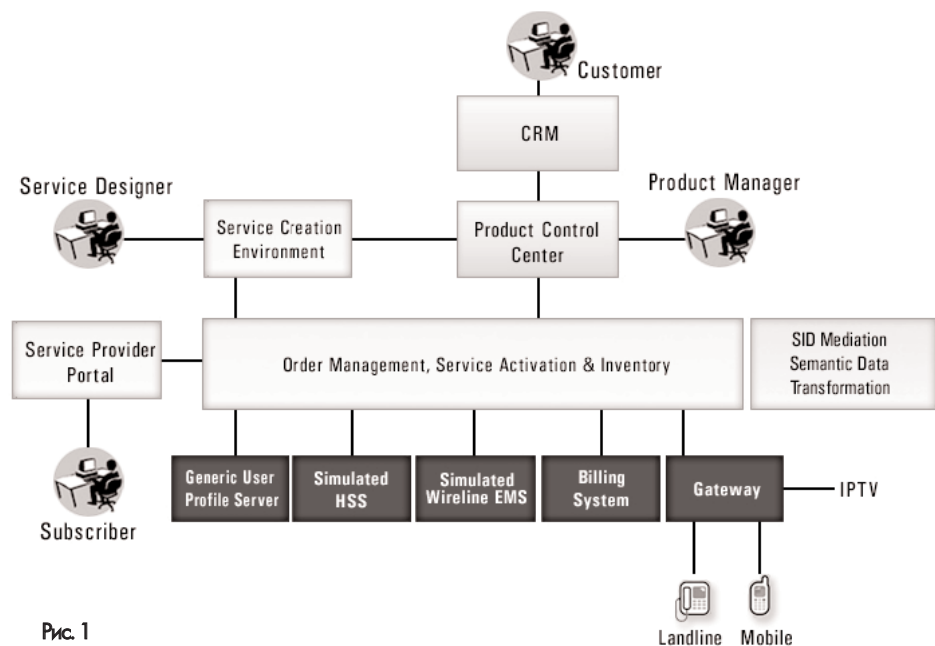 Customer
CRM
Service Designer
Product Manager
Service Creation
Environment
Product Control
Center
Service Provider
Portal
Order Management, Service Activation & Inventory
SID Mediation
Semantic Data
Transformation
Generic User
Profile Server
Simulated
HSS
Simulated
Wireline EMS
Billing
System
Gateway
IPTV
Subscriber
Landline
Mobile
Рис. 1